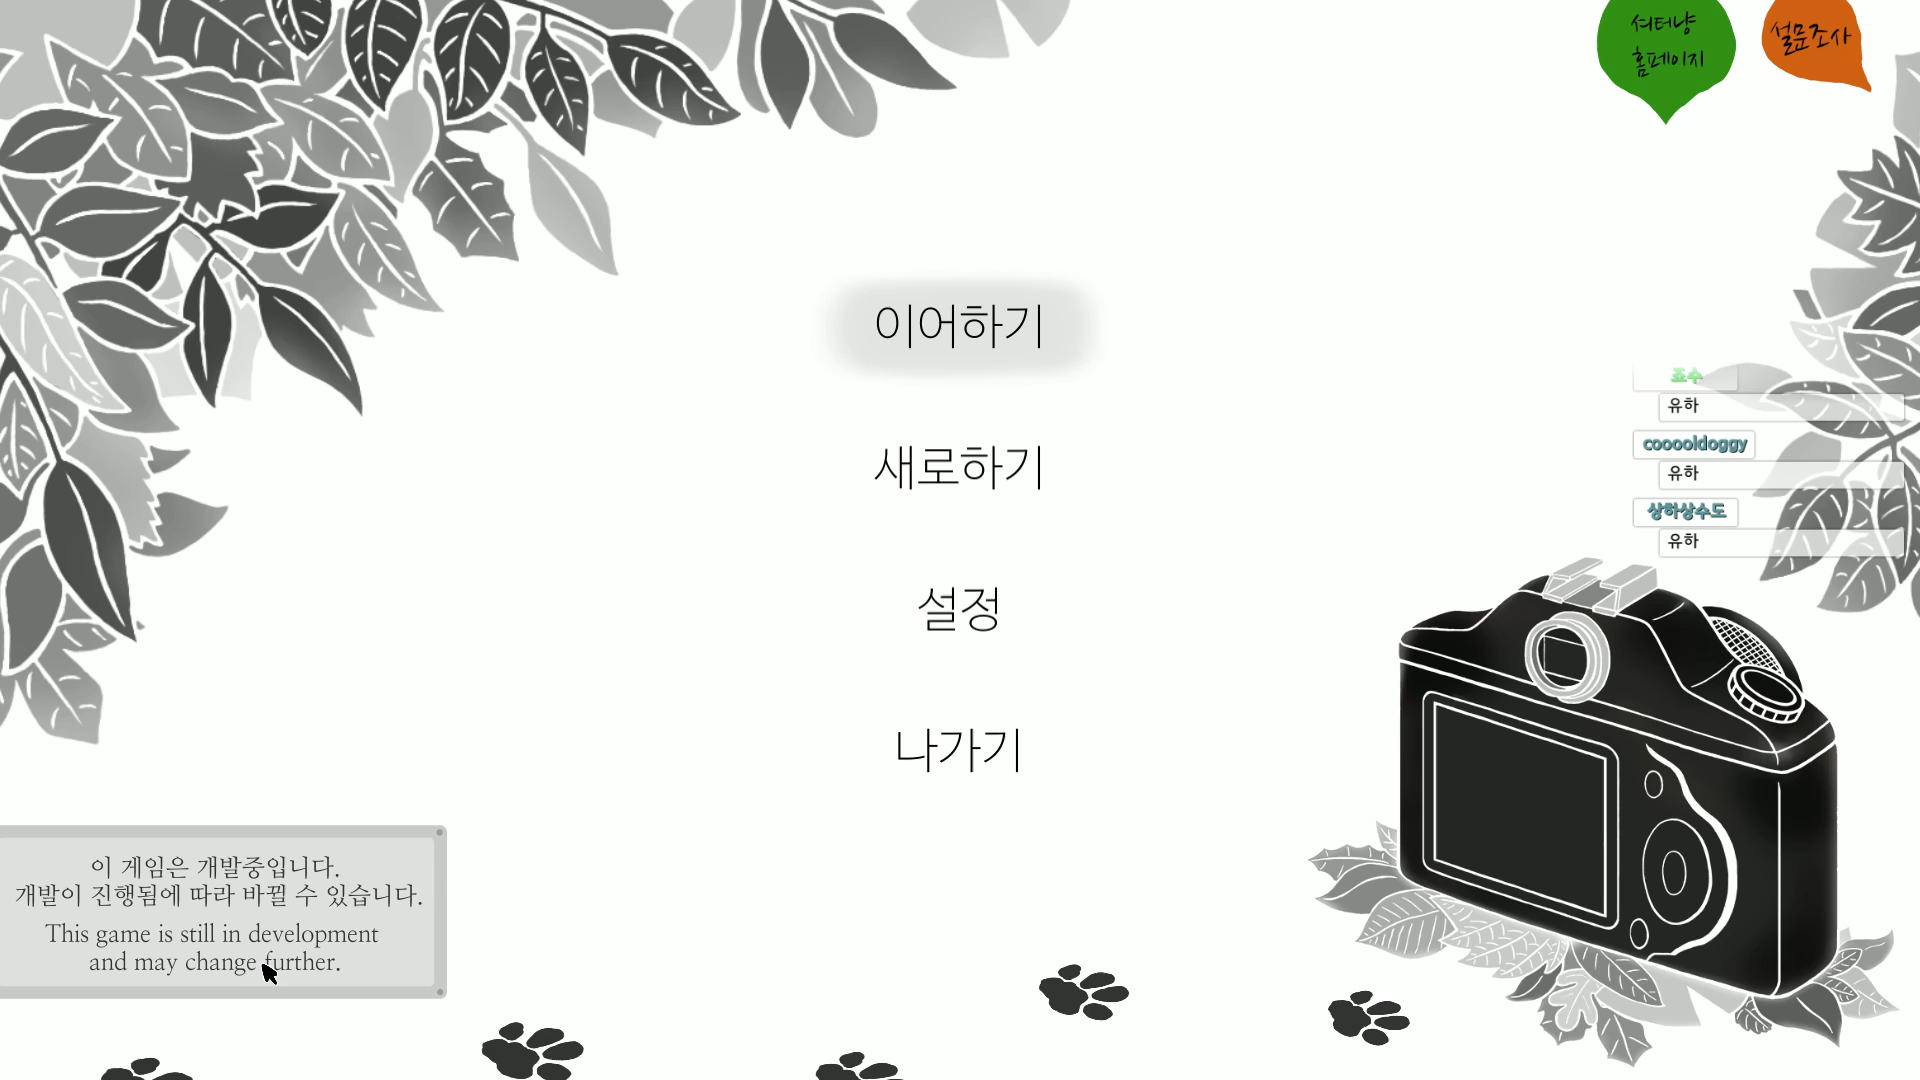 셔터냥
홈페이지
설문조사
이어하기
새로하기
설정
나가기
죠수
유하
cooooldoggy
유하
상하상수도
유하
이 게임은 개발중입니다.
개발이 진행됨에 따라 바뀔 수 있습니다.
This game is still in development
and may change further.